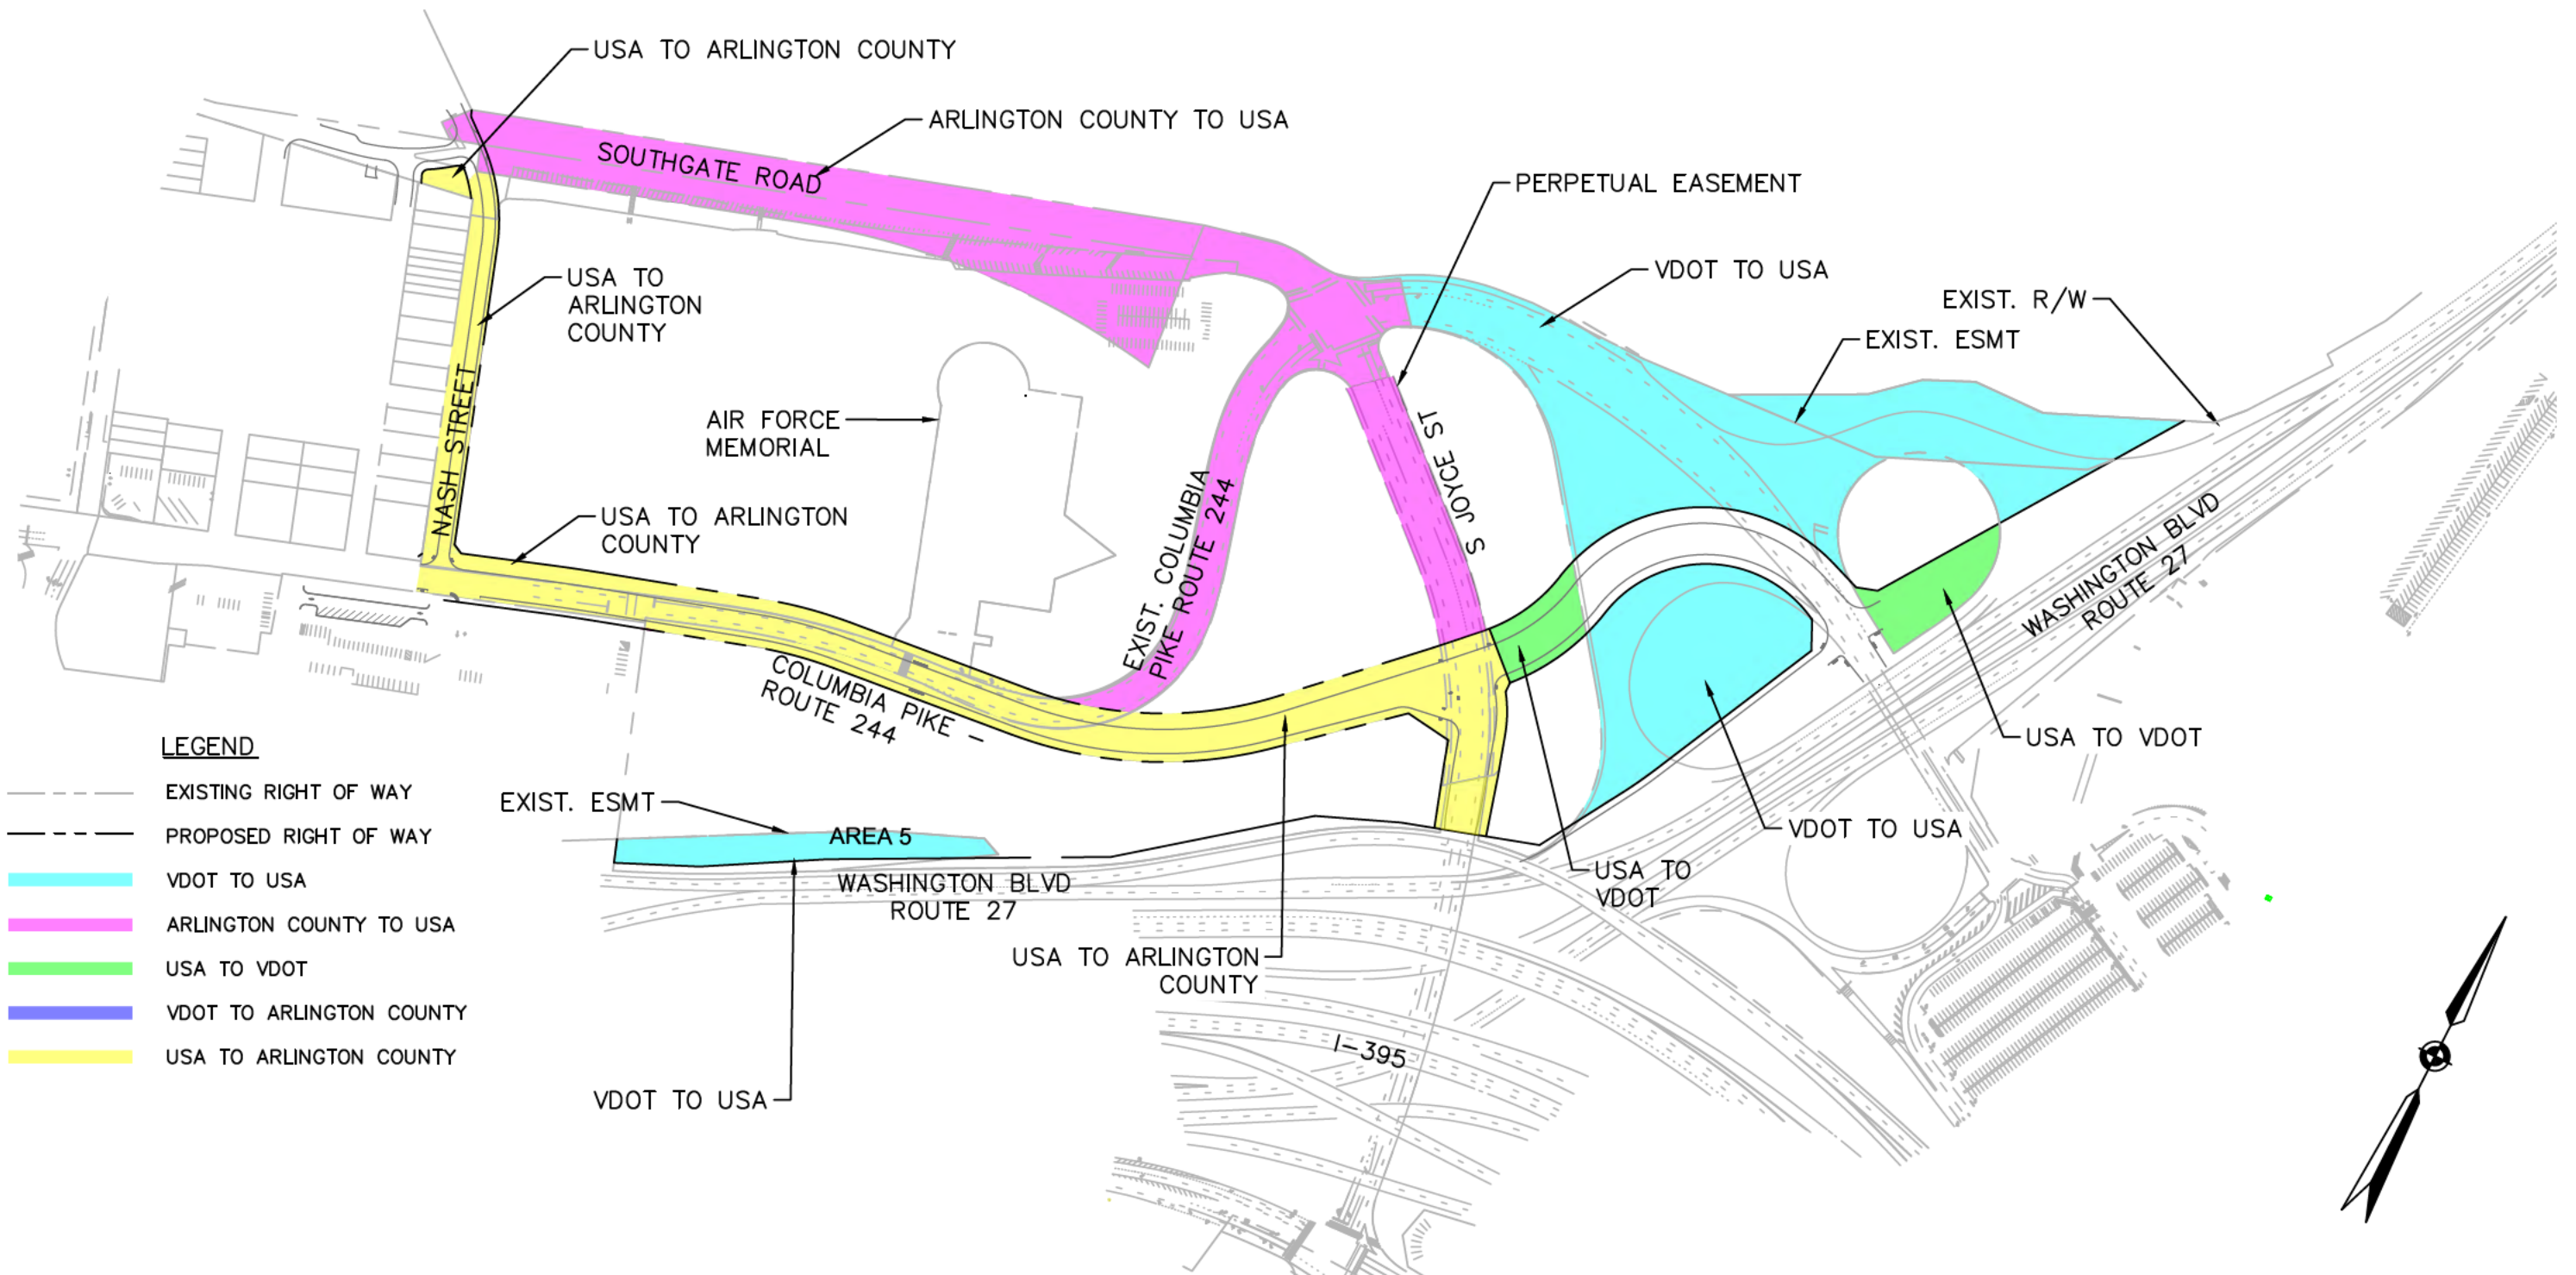 USA TO ARLINGTON COUNTY
ARLINGTON COUNTY TO USA
SOUTHGATE ROAD
PERPETUAL EASEMENT
VDOT TO USA
EXIST. R/W
EXIST. ESMT
USA TO
ARLINGTON
COUNTY
NASH STREET
AIR FORCE
MEMORIAL
S JOYCE ST
EXIST. COLUMBIA
PIKE ROUTE 244
USA TO ARLINGTON
COUNTY
WASHINGTON BLVD
ROUTE 27
COLUMBIA PIKE -
ROUTE 244
USA TO VDOT
LEGEND
EXISTING RIGHT OF WAY
PROPOSED RIGHT OF WAY
VDOT TO USA
ARLINGTON COUNTY TO USA
USA TO VDOT
VDOT TO ARLINGTON COUNTY
USA TO ARLINGTON COUNTY
EXIST. ESMT
AREA 5
VDOT TO USA
USA TO
VDOT
WASHINGTON BLVD
ROUTE 27
USA TO ARLINGTON
COUNTY
I-395
VDOT TO USA